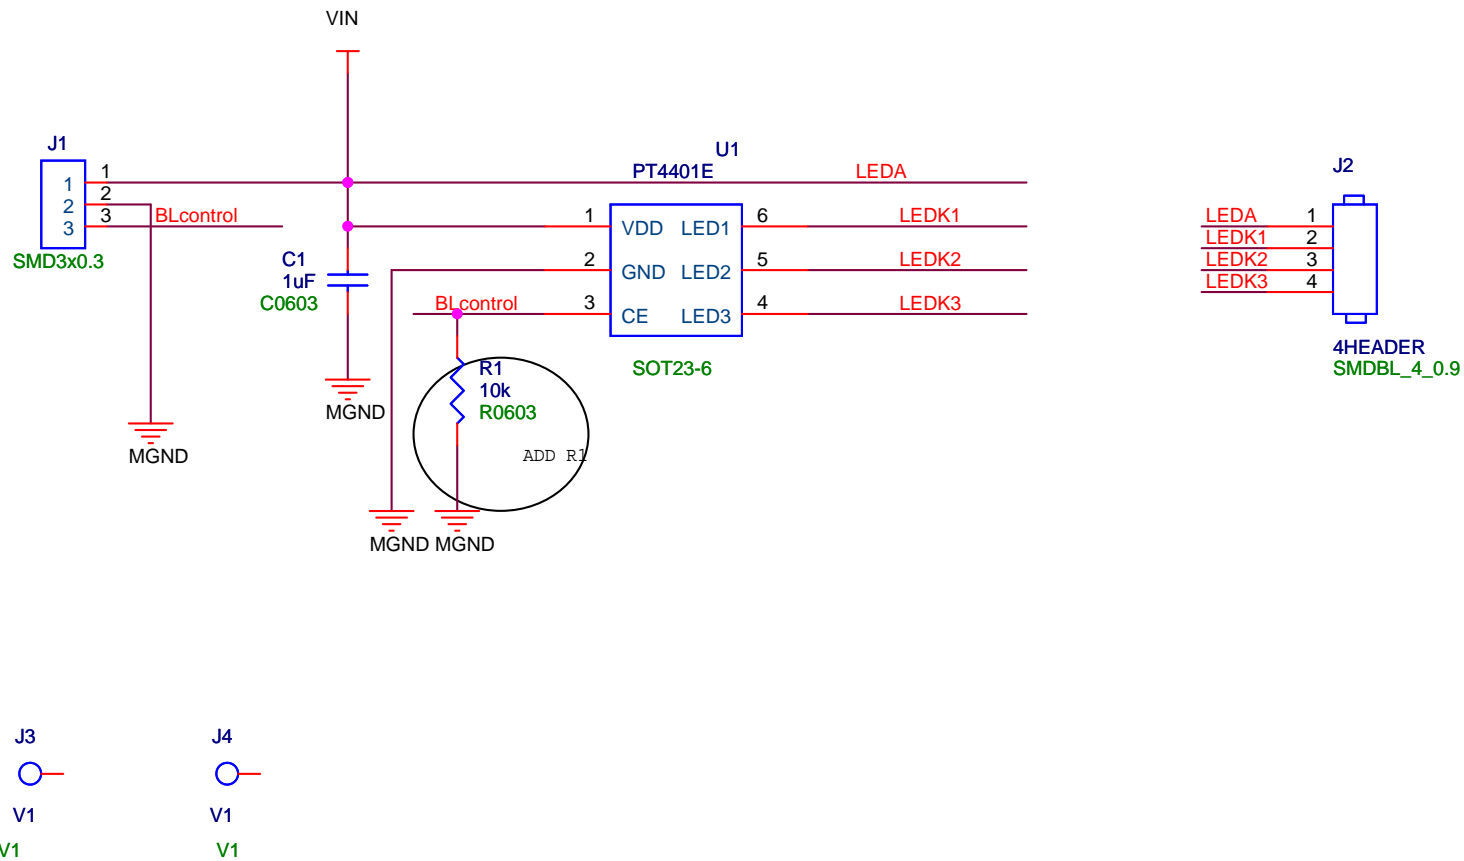 VIN
J1
1
2
3
1
2
3
BLcontrol
SMD3x0.3
C1
1uF
C0603
MGND
MGND
U1
PT4401E
LEDA
1
VDD
LED1
6
LEDK1
2
GND
LED2
5
LEDK2
BLcontrol
3
CE
LED3
4
LEDK3
SOT23-6
R1
10k
R0603
ADD R1
MGND
MGND
J2
LEDA
1
LEDK1
2
LEDK2
3
LEDK3
4
4HEADER
SMDBL_4_0.9
J3
V1
V1
J4
V1
V1